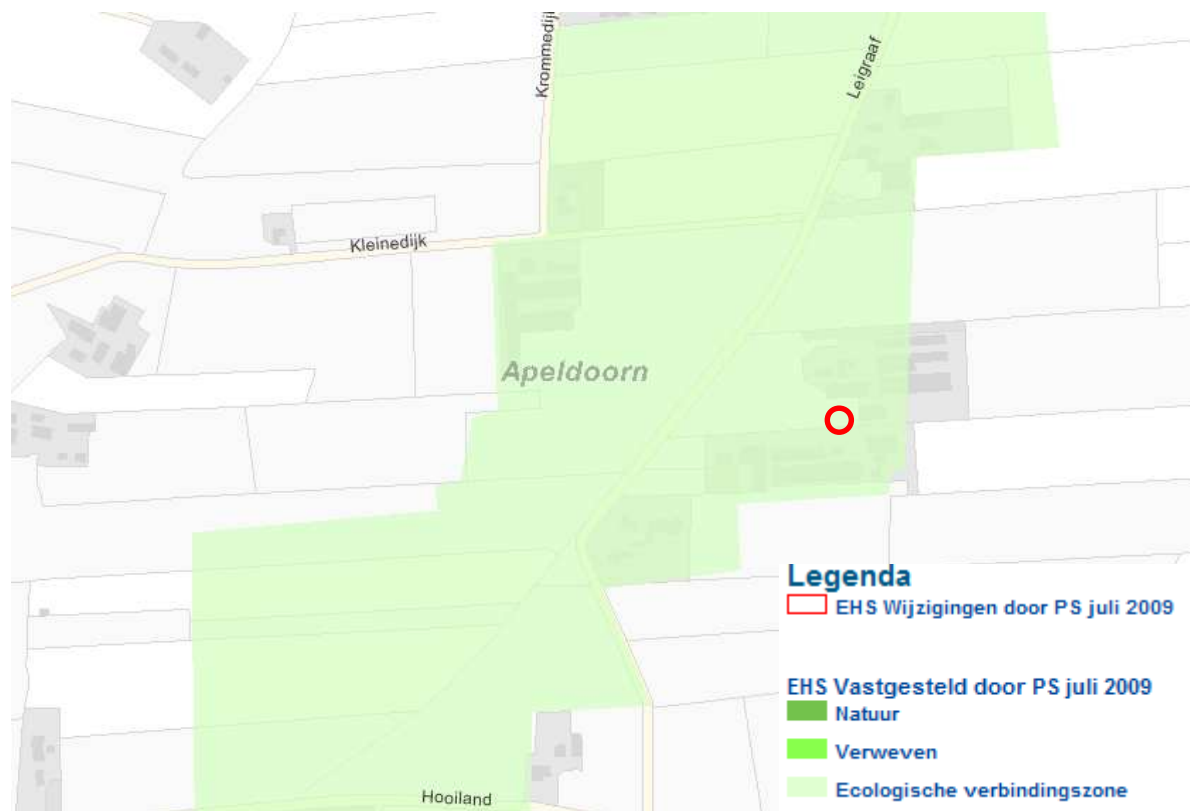 Krommedijk
Leigraaf
Kleinedijk
Apeldoorn
Hooiland
Legenda
EHS Wijzigingen door PS juli 2009
EHS Vastgesteld door PS juli 2009
Natuur
Verweven
Ecologische verbindingszone